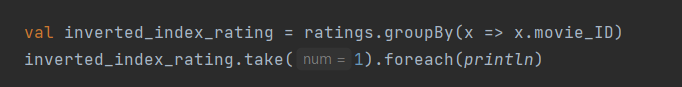 val inverted_index_rating = ratings.groupBy(x => x.movie_ID)
inverted_index_rating.take( num = 1).foreach(println)